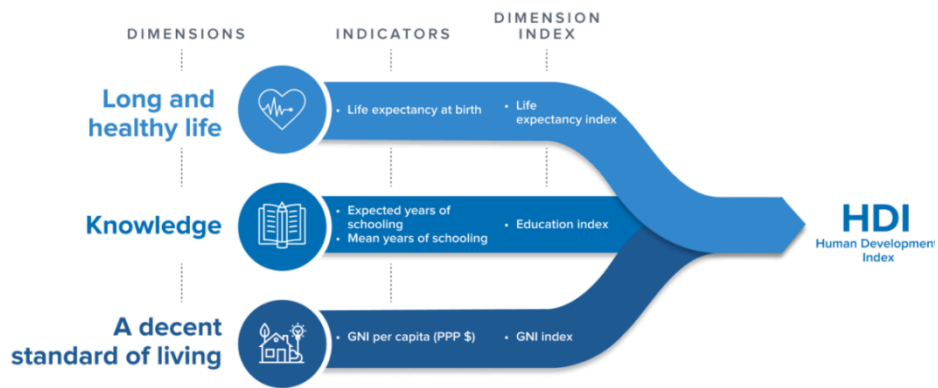 DIMENSIONS
INDICATORS
DIMENSION
INDEX
Long and
healthy life
• Life expectancy at birth
• Life
expectancy index
Knowledge
• Expected years of
schooling
• Mean years of schooling
• Education index
HDI
Human Development
Index
A decent
standard of living
• GNI per capita (PPP $)
• GNI index